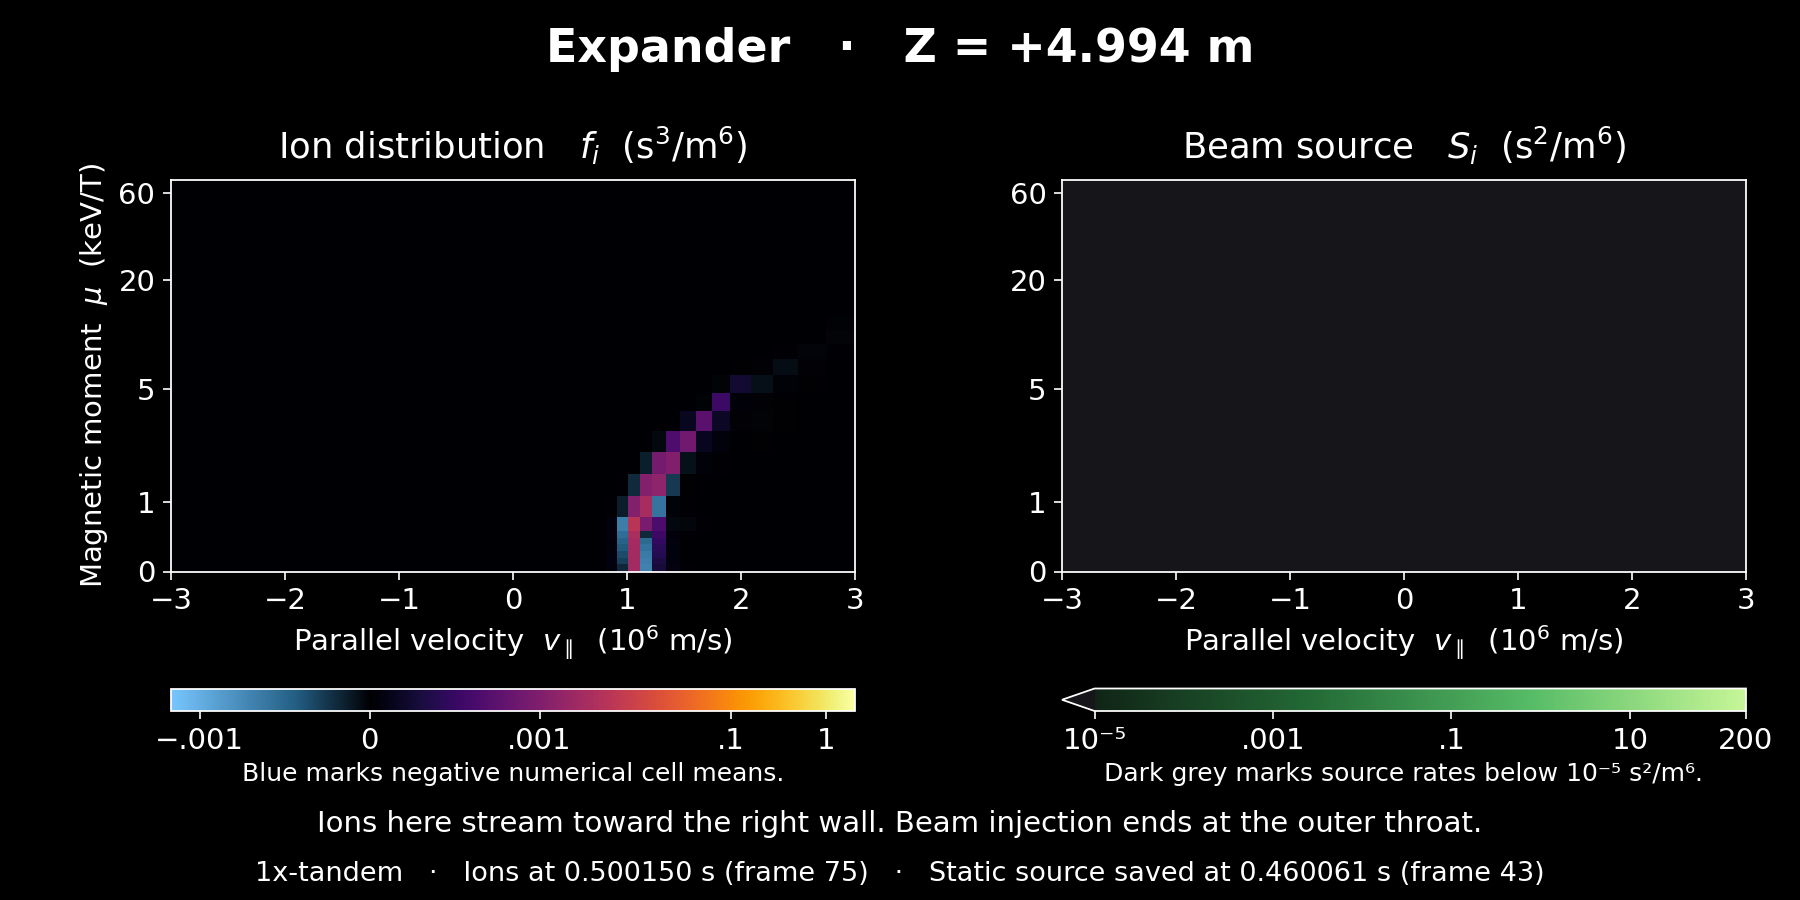 Expander · Z = +4.994 m
Ion distribution f_i (s³/m⁶)
Beam source S_i (s²/m⁶)
Magnetic moment μ (keV/T)
60
20
5
1
0
−3 −2 −1 0 1 2 3
Parallel velocity v_∥ (10⁶ m/s)
60
20
5
1
0
−3 −2 −1 0 1 2 3
Parallel velocity v_∥ (10⁶ m/s)
−.001 0 .001 .1 1
Blue marks negative numerical cell means.
10⁻⁵ .001 .1 10 200
Dark grey marks source rates below 10⁻⁵ s²/m⁶.
Ions here stream toward the right wall. Beam injection ends at the outer throat.
1x-tandem · Ions at 0.500150 s (frame 75) · Static source saved at 0.460061 s (frame 43)